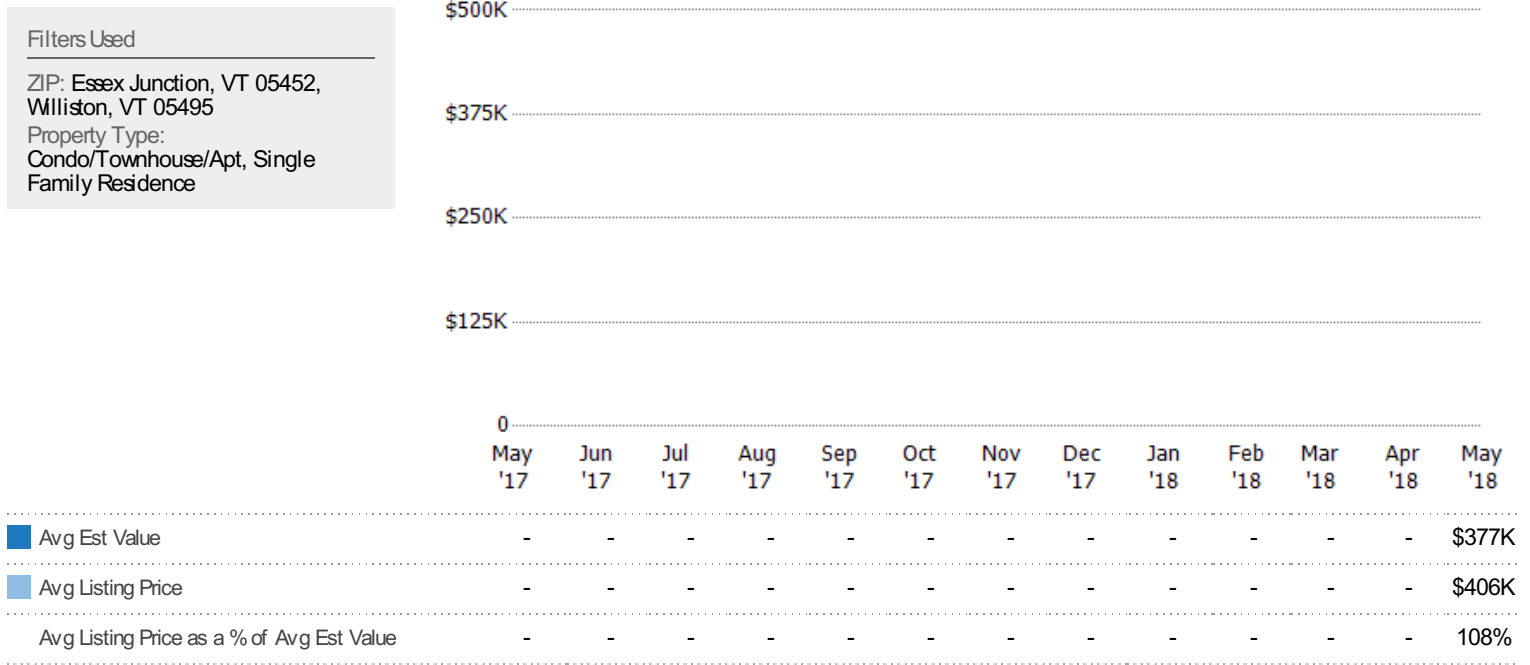 Filters Used
ZIP: Essex Junction, VT 05452,
Williston, VT 05495
Property Type:
Condo/Townhouse/Apt, Single
Family Residence
$500K
$375K
$250K
$125K
0
May Jun Jul Aug Sep Oct Nov Dec Jan Feb Mar Apr May
'17 '17 '17 '17 '17 '17 '17 '17 '18 '18 '18 '18 '18
Avg Est Value - - - - - - - - - - - - $377K
Avg Listing Price - - - - - - - - - - - - $406K
Avg Listing Price as a % of Avg Est Value - - - - - - - - - - - - 108%